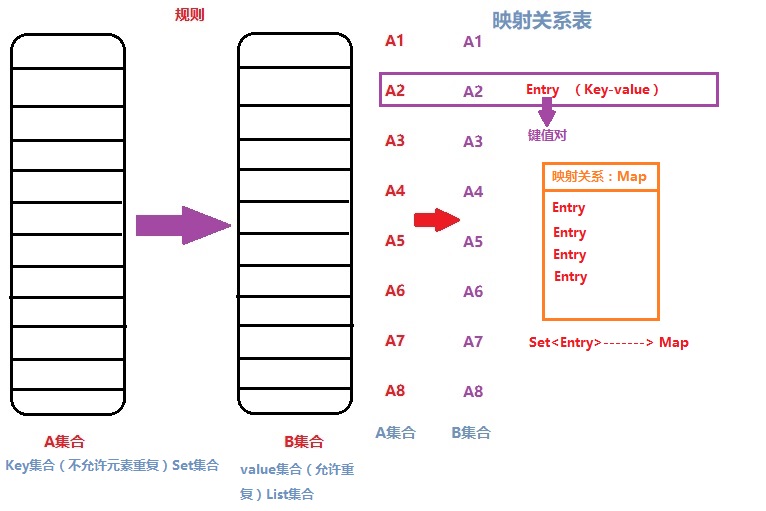 规则
映射关系表
A1 A1
A2 A2 Entry （Key-value）
键值对
A3 A3
映射关系：Map
A4 A4
Entry
Entry
Entry
Entry
A5 A5
A6 A6
A7 A7
Set<Entry>-------> Map
A8 A8
A集合
Key集合（不允许元素重复）Set集合
B集合
value集合（允许重
复）List集合
A集合 B集合